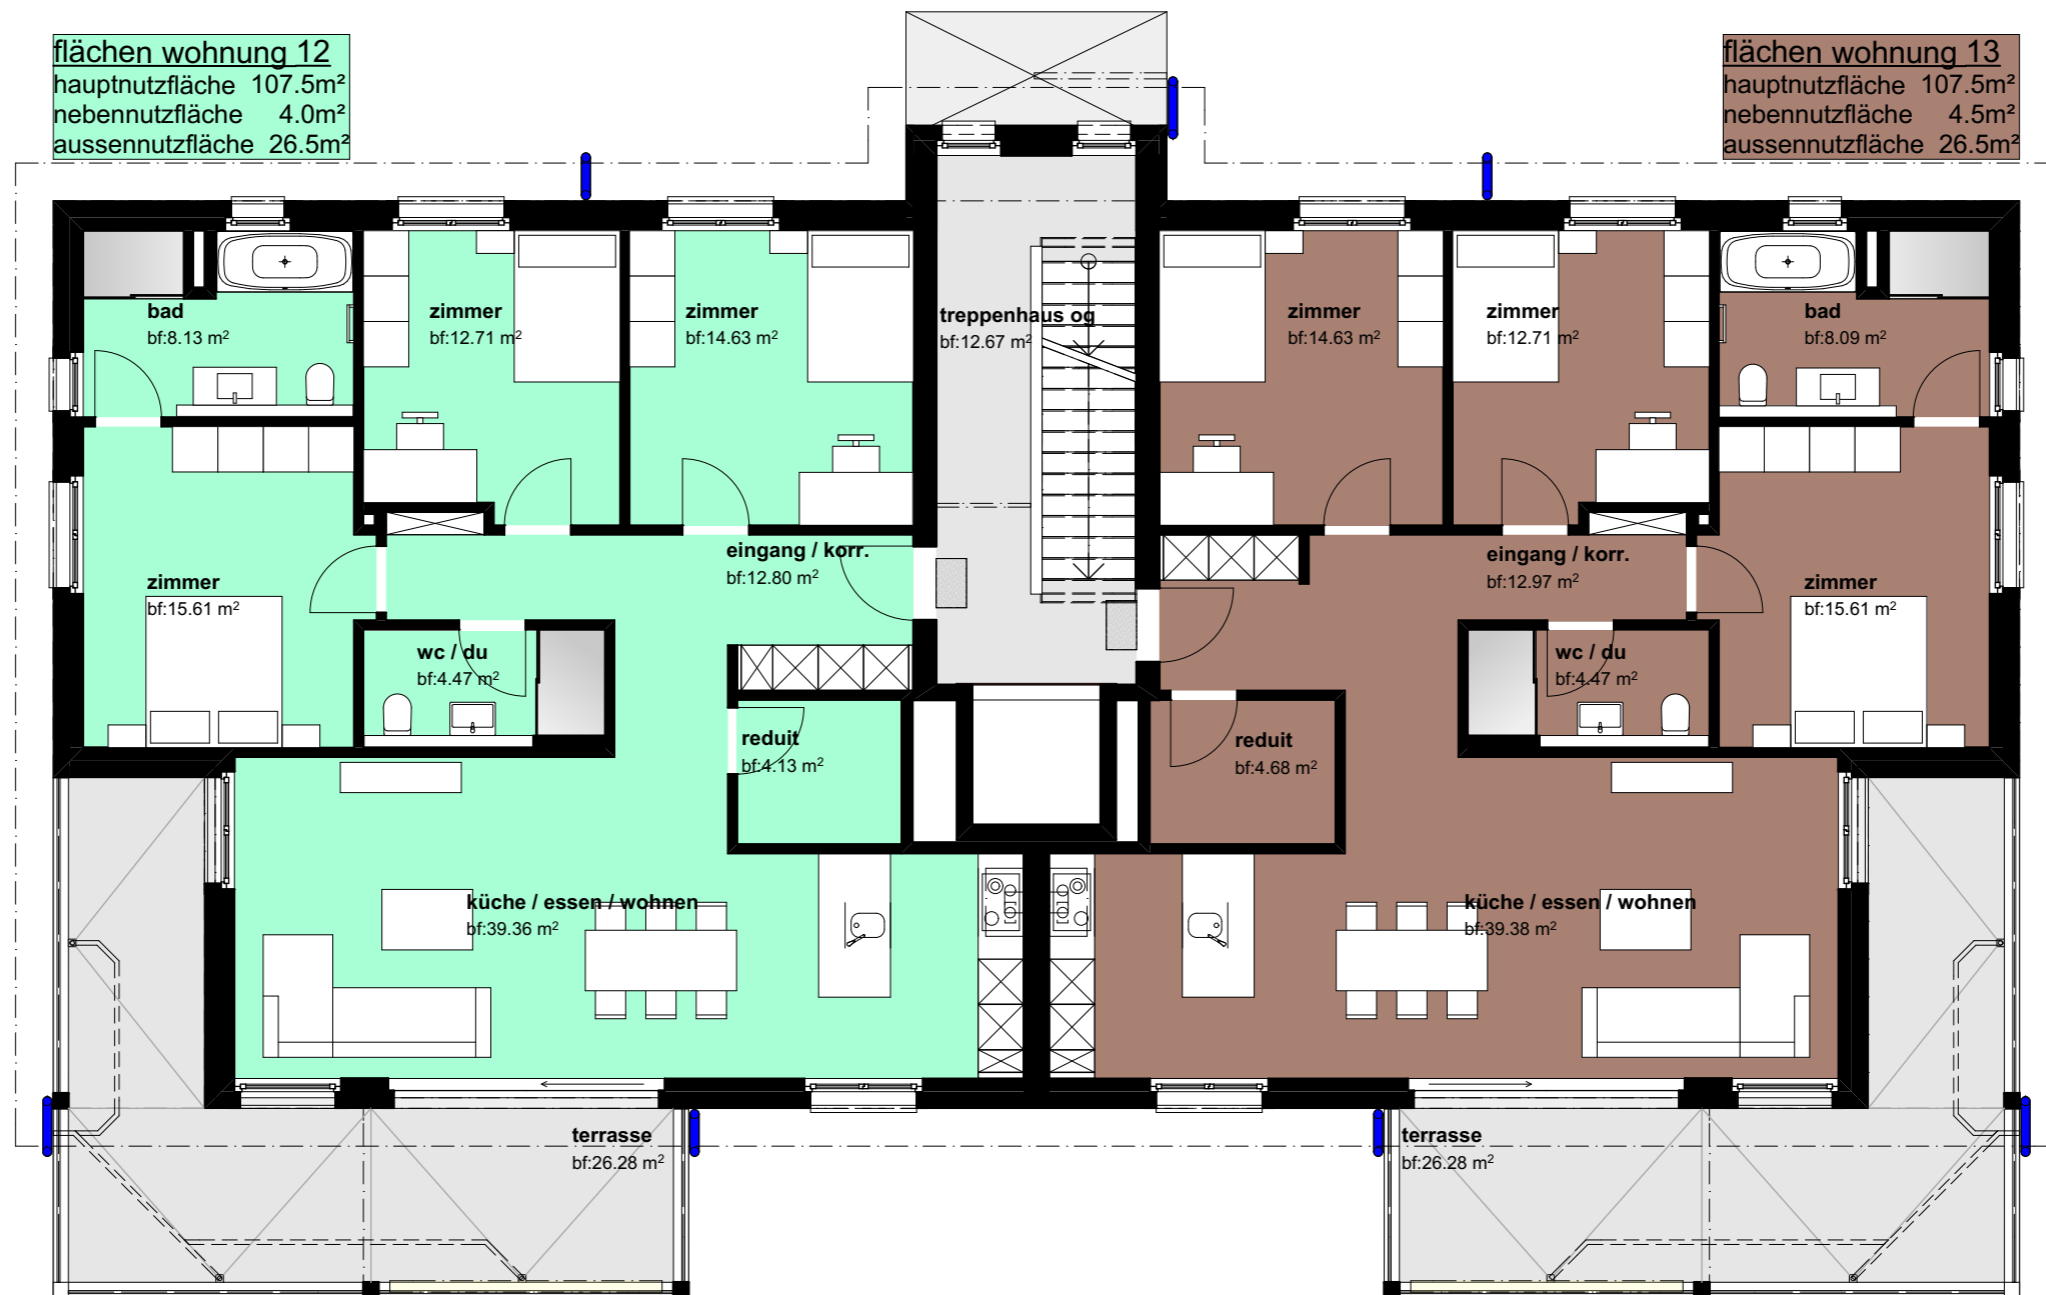 flächen wohnung 12
hauptnutzfläche 107.5m²
nebennutzfläche 4.0m²
aussennutzfläche 26.5m²
flächen wohnung 13
hauptnutzfläche 107.5m²
nebennutzfläche 4.5m²
aussennutzfläche 26.5m²
bad
bf:8.13 m²
zimmer
bf:12.71 m²
zimmer
bf:14.63 m²
treppenhaus og
bf:12.67 m²
zimmer
bf:14.63 m²
zimmer
bf:12.71 m²
bad
bf:8.09 m²
zimmer
bf:15.61 m²
eingang / korr.
bf:12.80 m²
eingang / korr.
bf:12.97 m²
zimmer
bf:15.61 m²
wc / du
bf:4.47 m²
wc / du
bf:4.47 m²
reduit
bf:4.13 m²
reduit
bf:4.68 m²
küche / essen / wohnen
bf:39.36 m²
küche / essen / wohnen
bf:39.38 m²
terrasse
bf:26.28 m²
terrasse
bf:26.28 m²